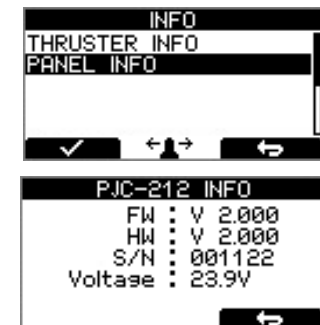 INFO
THRUSTER INFO
PANEL INFO
PJC-212 INFO
FW : V 2.000
HW : V 2.000
S/N : 001122
Voltage : 23.9V